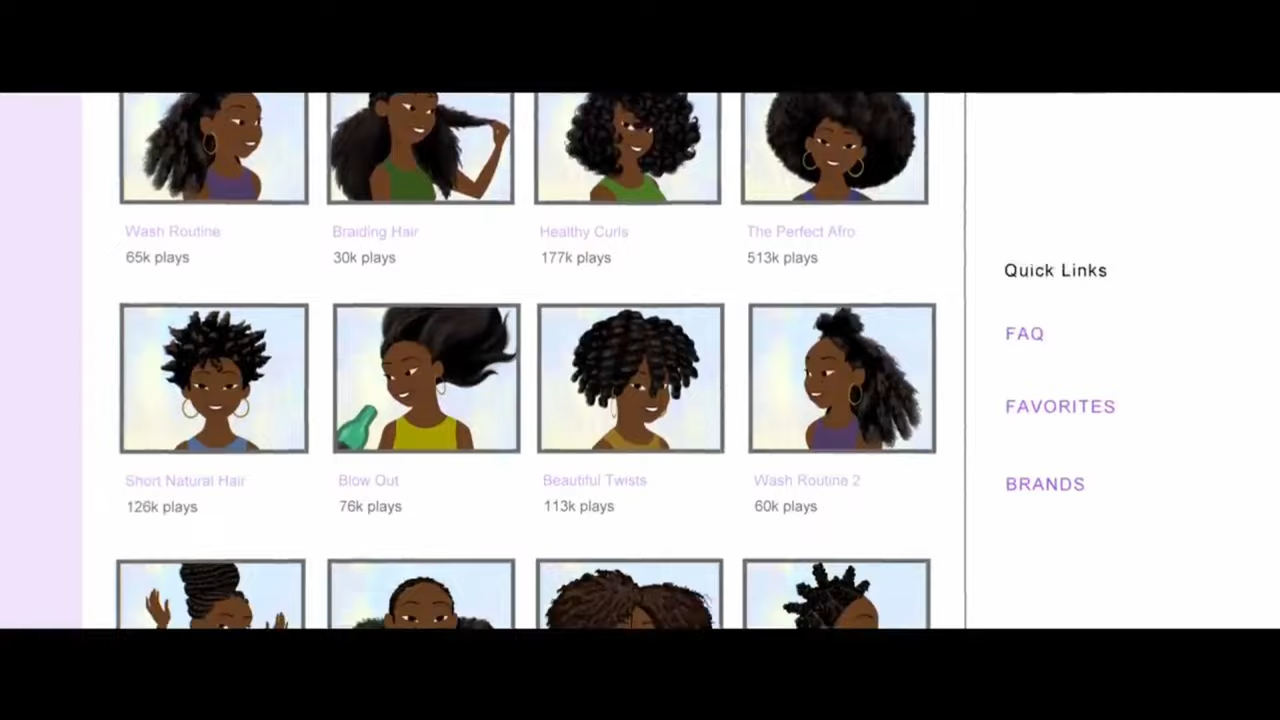 Wash Routine
Braiding Hair
Healthy Curls
The Perfect Afro
65k plays
30k plays
177k plays
513k plays
Quick Links
FAQ
FAVORITES
Short Natural Hair
Blow Out
Beautiful Twists
Wash Routine 2
BRANDS
126k plays
76k plays
113k plays
60k plays